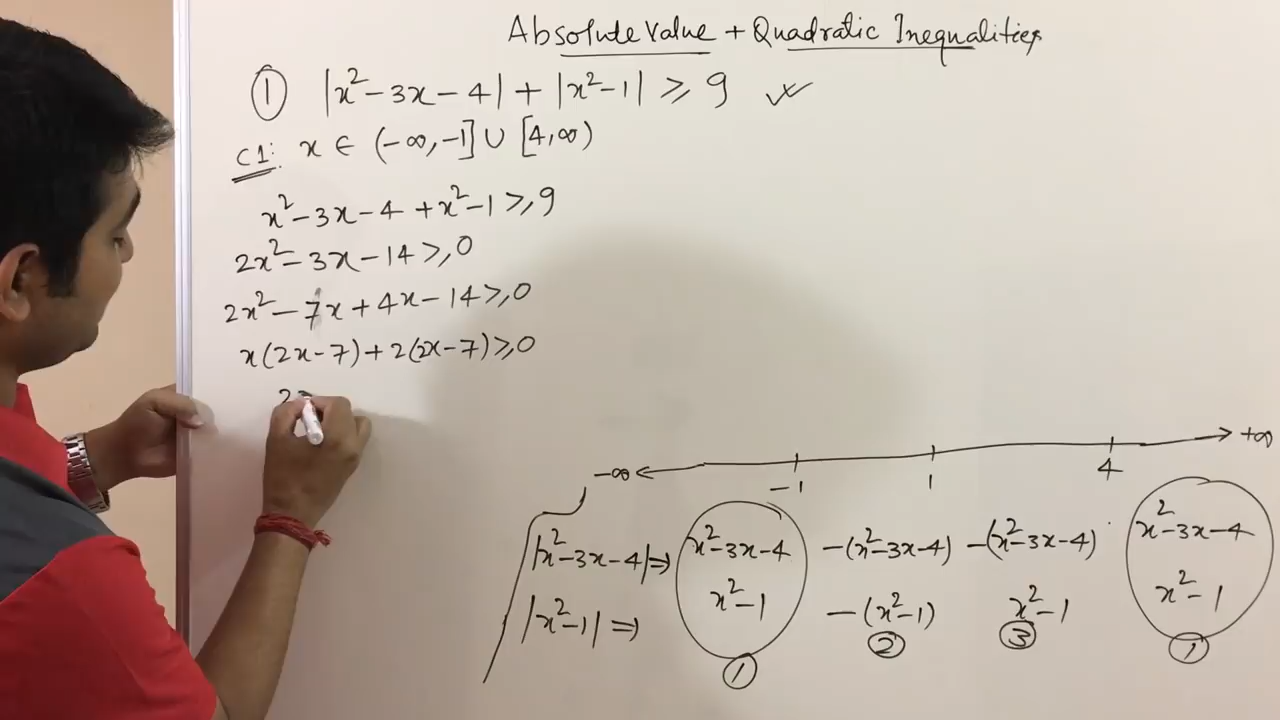 Absolute Value + Quadratic Inequalities
① |x²-3x-4| + |x²-1| ≥ 9
C1: x ∈ (-∞,-1] ∪ [4,∞)
x²-3x-4+x²-1≥9
2x²-3x-14≥0
2x²-7x+4x-14≥0
x(2x-7)+2(2x-7)≥0
-∞ -1 1 4 +∞
|x²-3x-4|⇒ x²-3x-4 -(x²-3x-4) -(x²-3x-4) x²-3x-4
|x²-1|⇒ x²-1 -(x²-1) x²-1 x²-1
① ② ③ ①